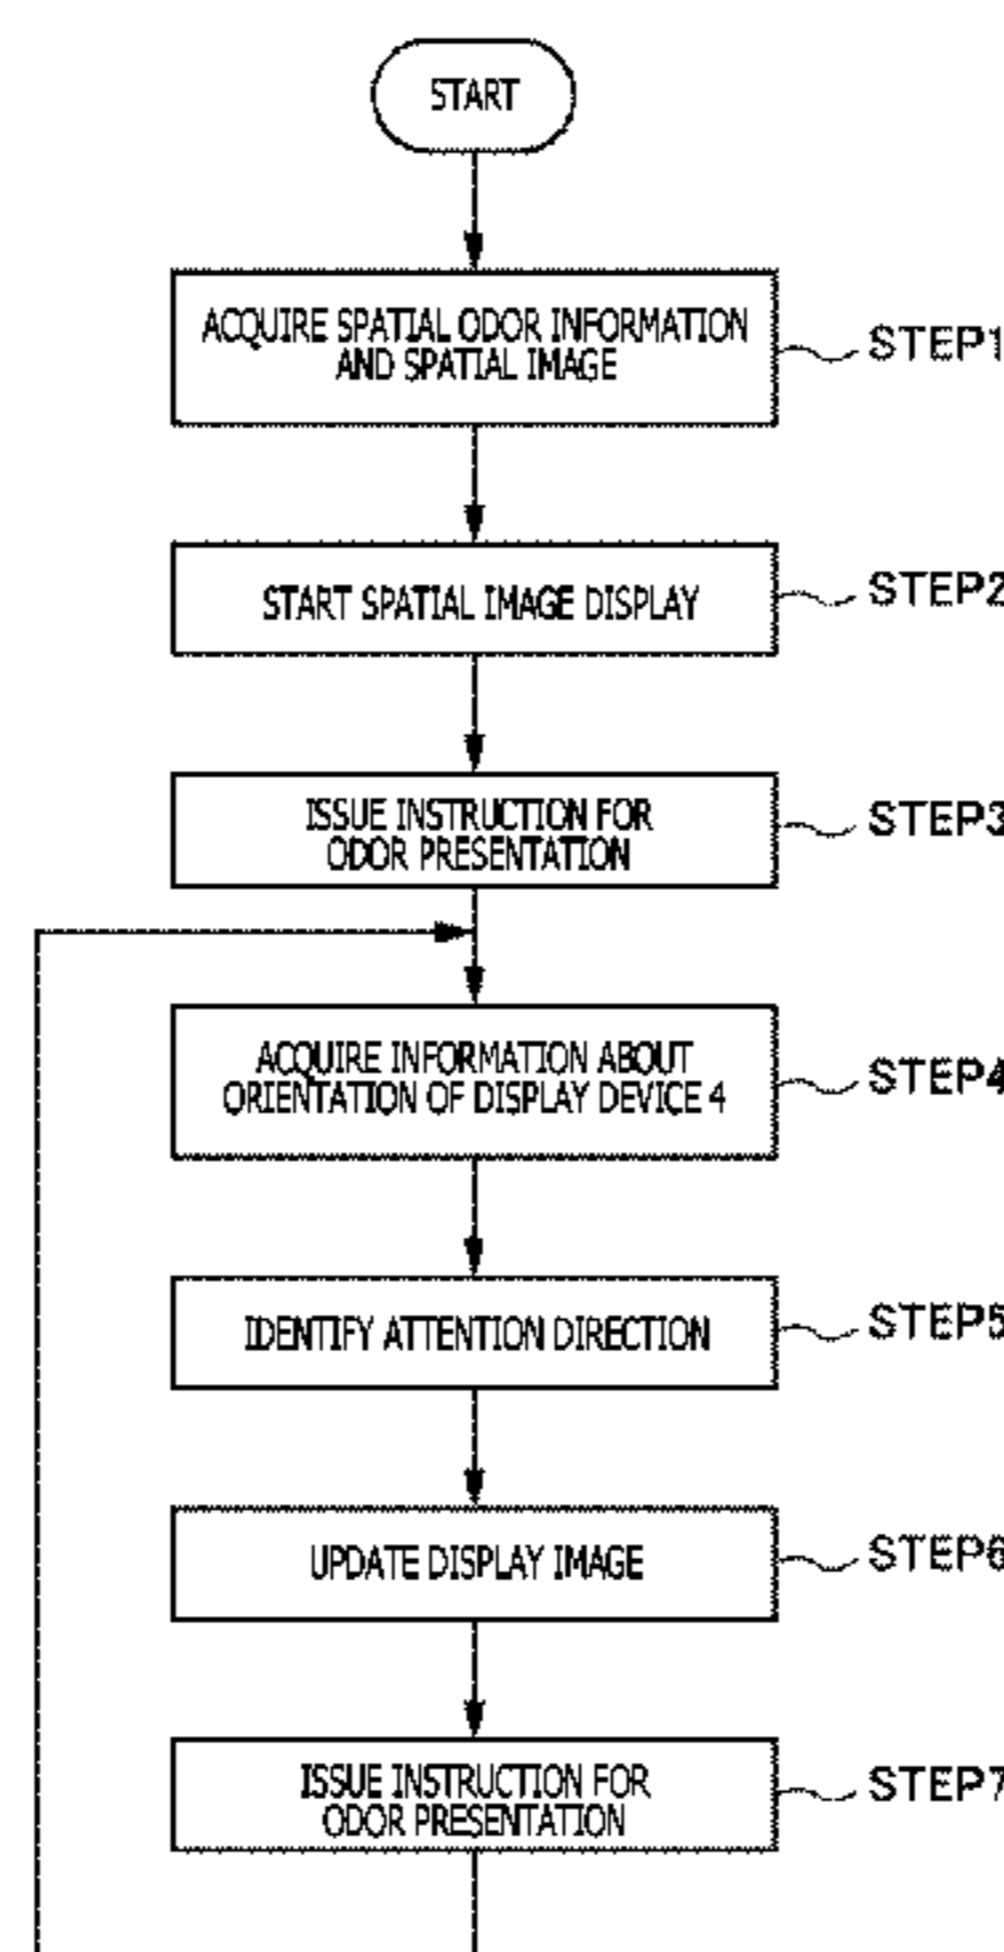 START
ACQUIRE SPATIAL ODOR INFORMATION
AND SPATIAL IMAGE
STEP1
START SPATIAL IMAGE DISPLAY
STEP2
ISSUE INSTRUCTION FOR
ODOR PRESENTATION
STEP3
ACQUIRE INFORMATION ABOUT
ORIENTATION OF DISPLAY DEVICE 4
STEP4
IDENTIFY ATTENTION DIRECTION
STEP5
UPDATE DISPLAY IMAGE
STEP6
ISSUE INSTRUCTION FOR
ODOR PRESENTATION
STEP7